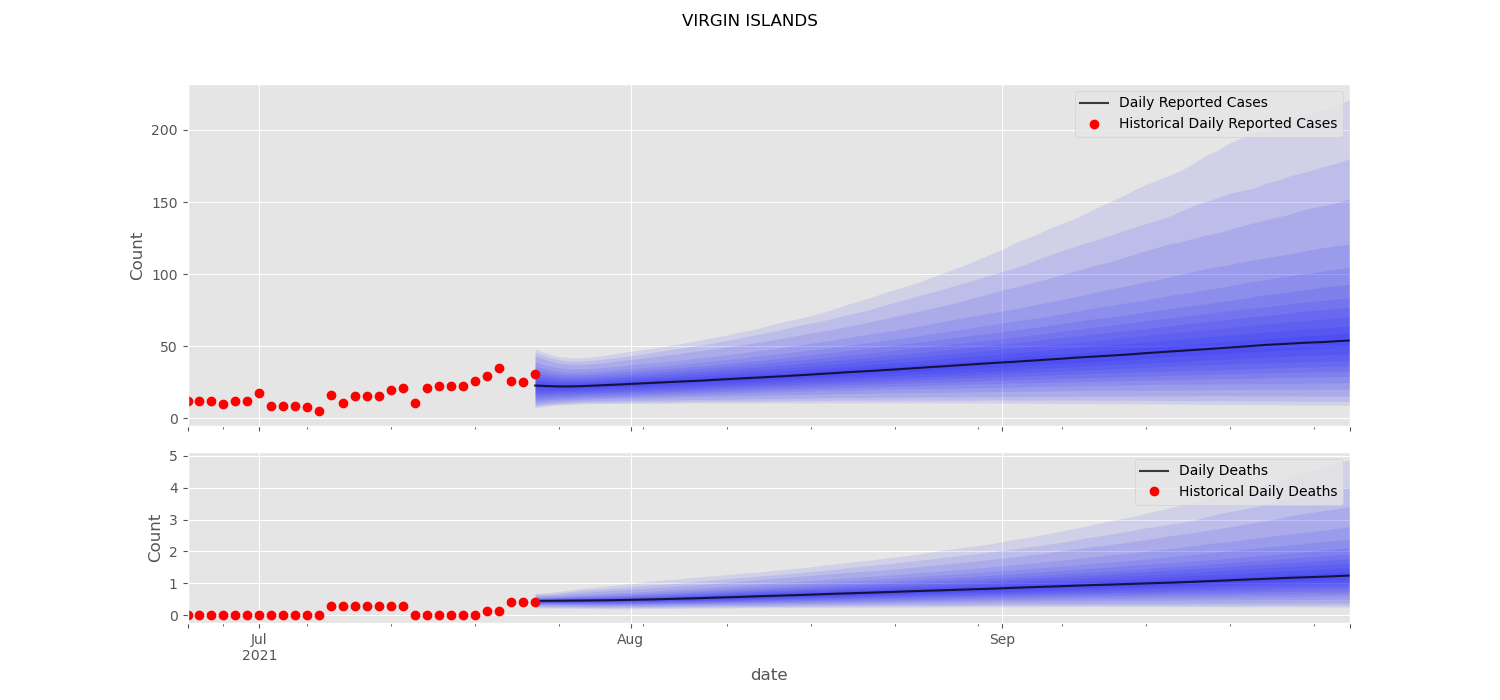 VIRGIN ISLANDS
Daily Reported Cases
Historical Daily Reported Cases
200
150
100
50
0
Count
Daily Deaths
Historical Daily Deaths
5
4
3
2
1
0
Count
Jul
2021
Aug
Sep
date